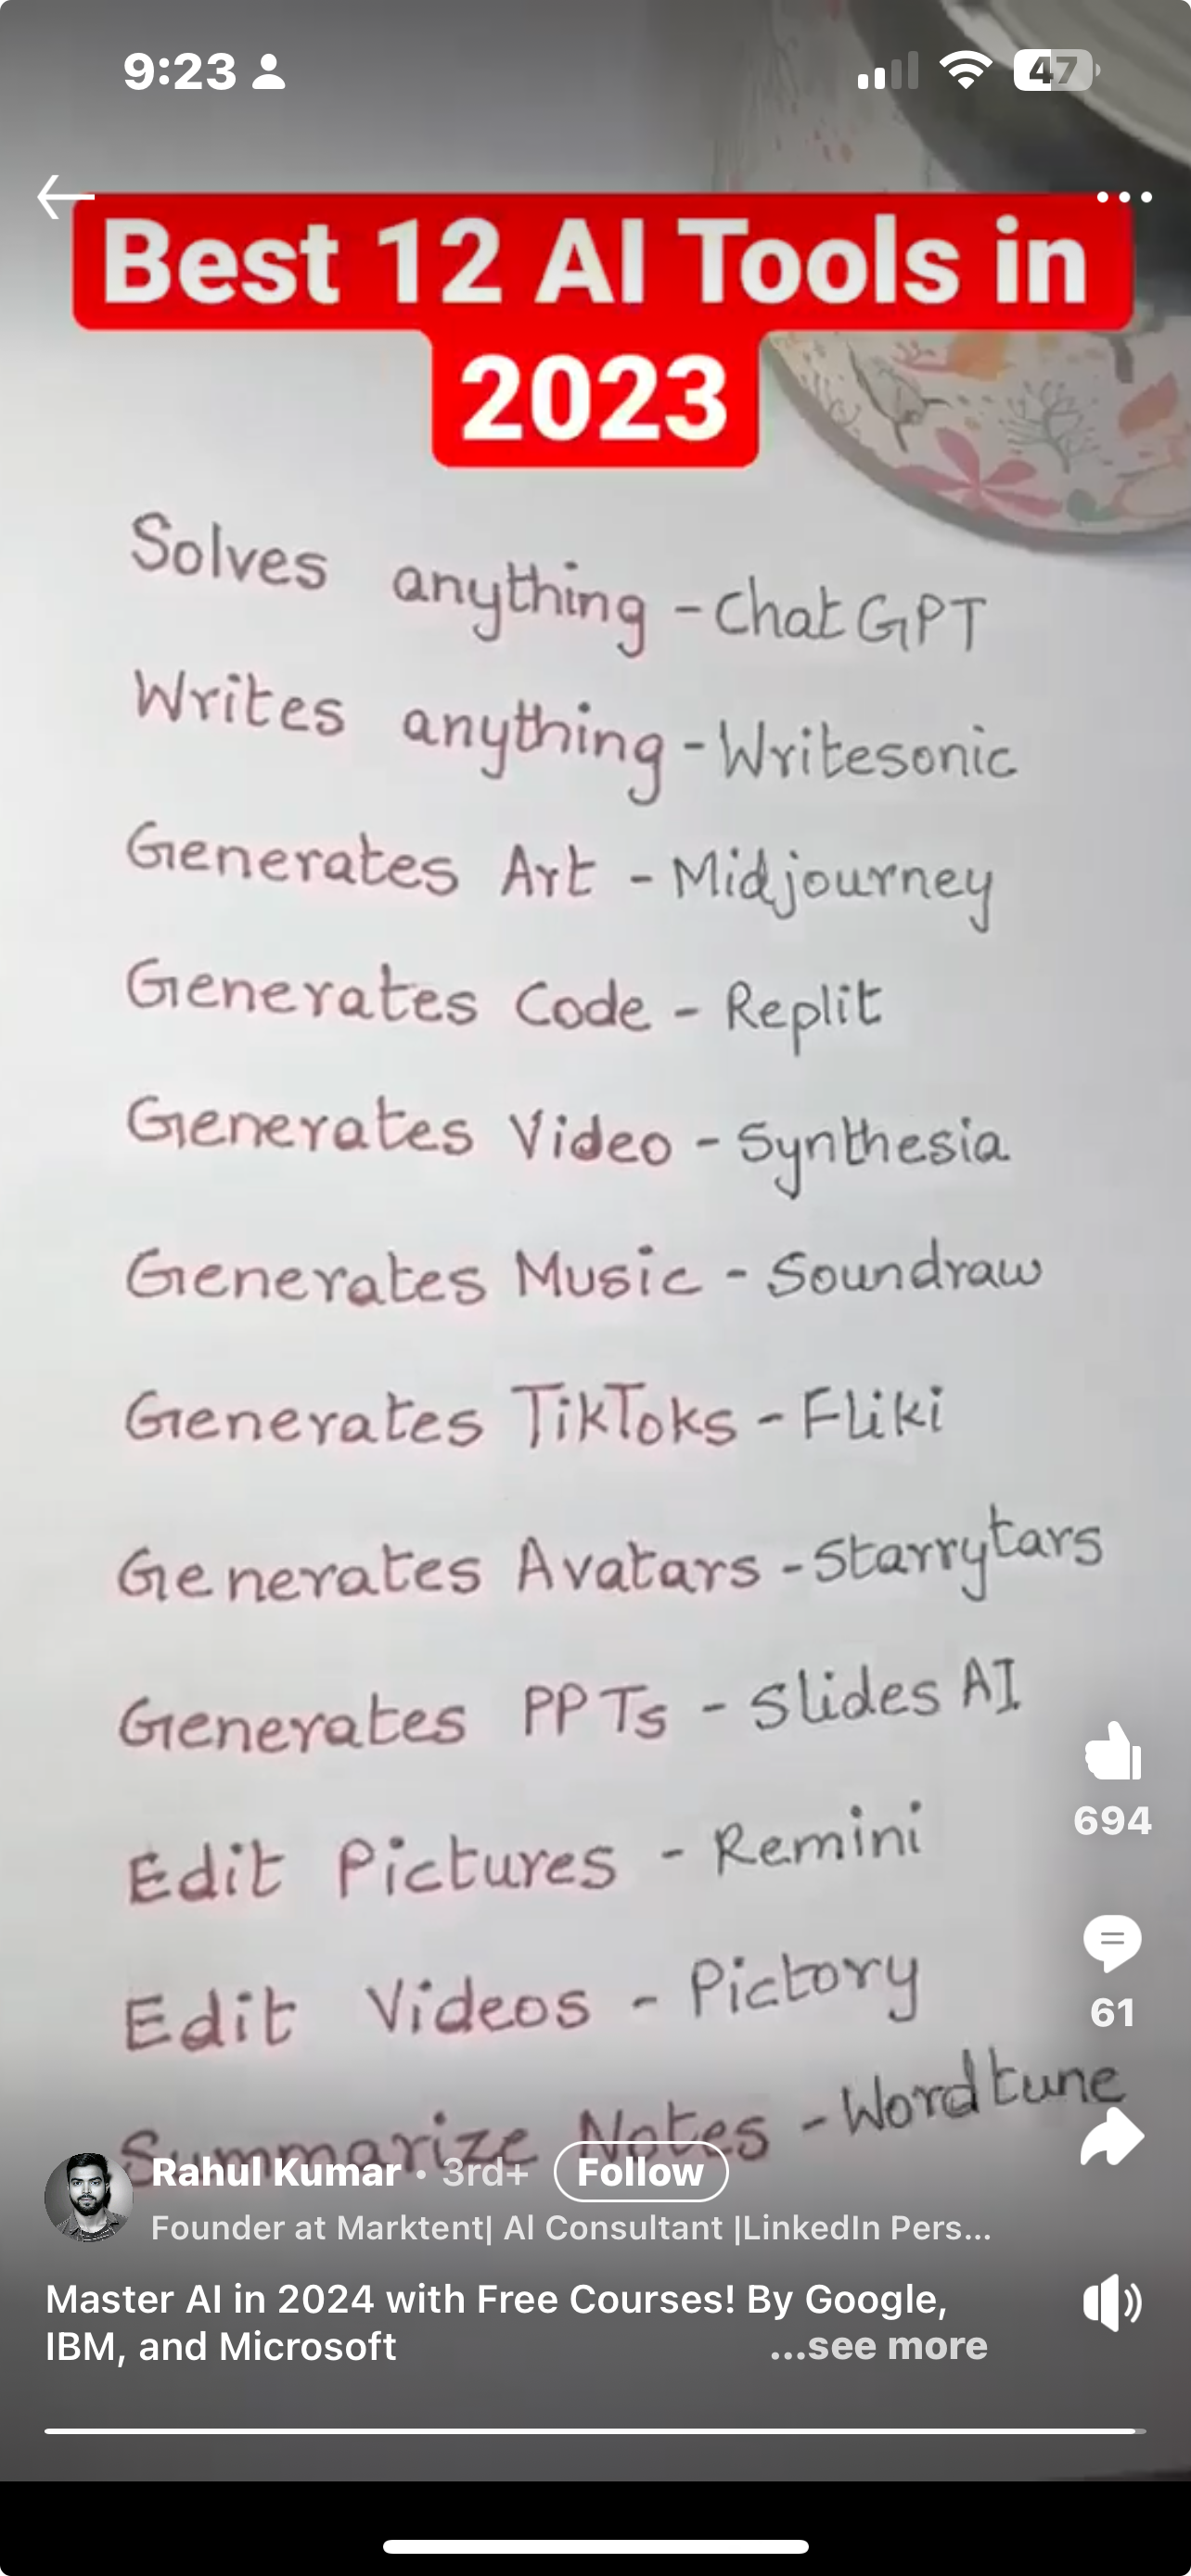 9:23
47
Best 12 AI Tools in
2023
Solves anything - ChatGPT
Writes anything - Writesonic
Generates Art - Midjourney
Generates Code - Replit
Generates Video - Synthesia
Generates Music - Soundraw
Generates TikToks - Fliki
Generates Avatars - Starrytars
Generates PPTs - Slides AI
Edit Pictures - Remini
Edit Videos - Pictory
Summarize Notes - Wordtune
694
61
Rahul Kumar • 3rd+ Follow
Founder at Marktent| Al Consultant |LinkedIn Pers...
Master AI in 2024 with Free Courses! By Google,
IBM, and Microsoft ...see more